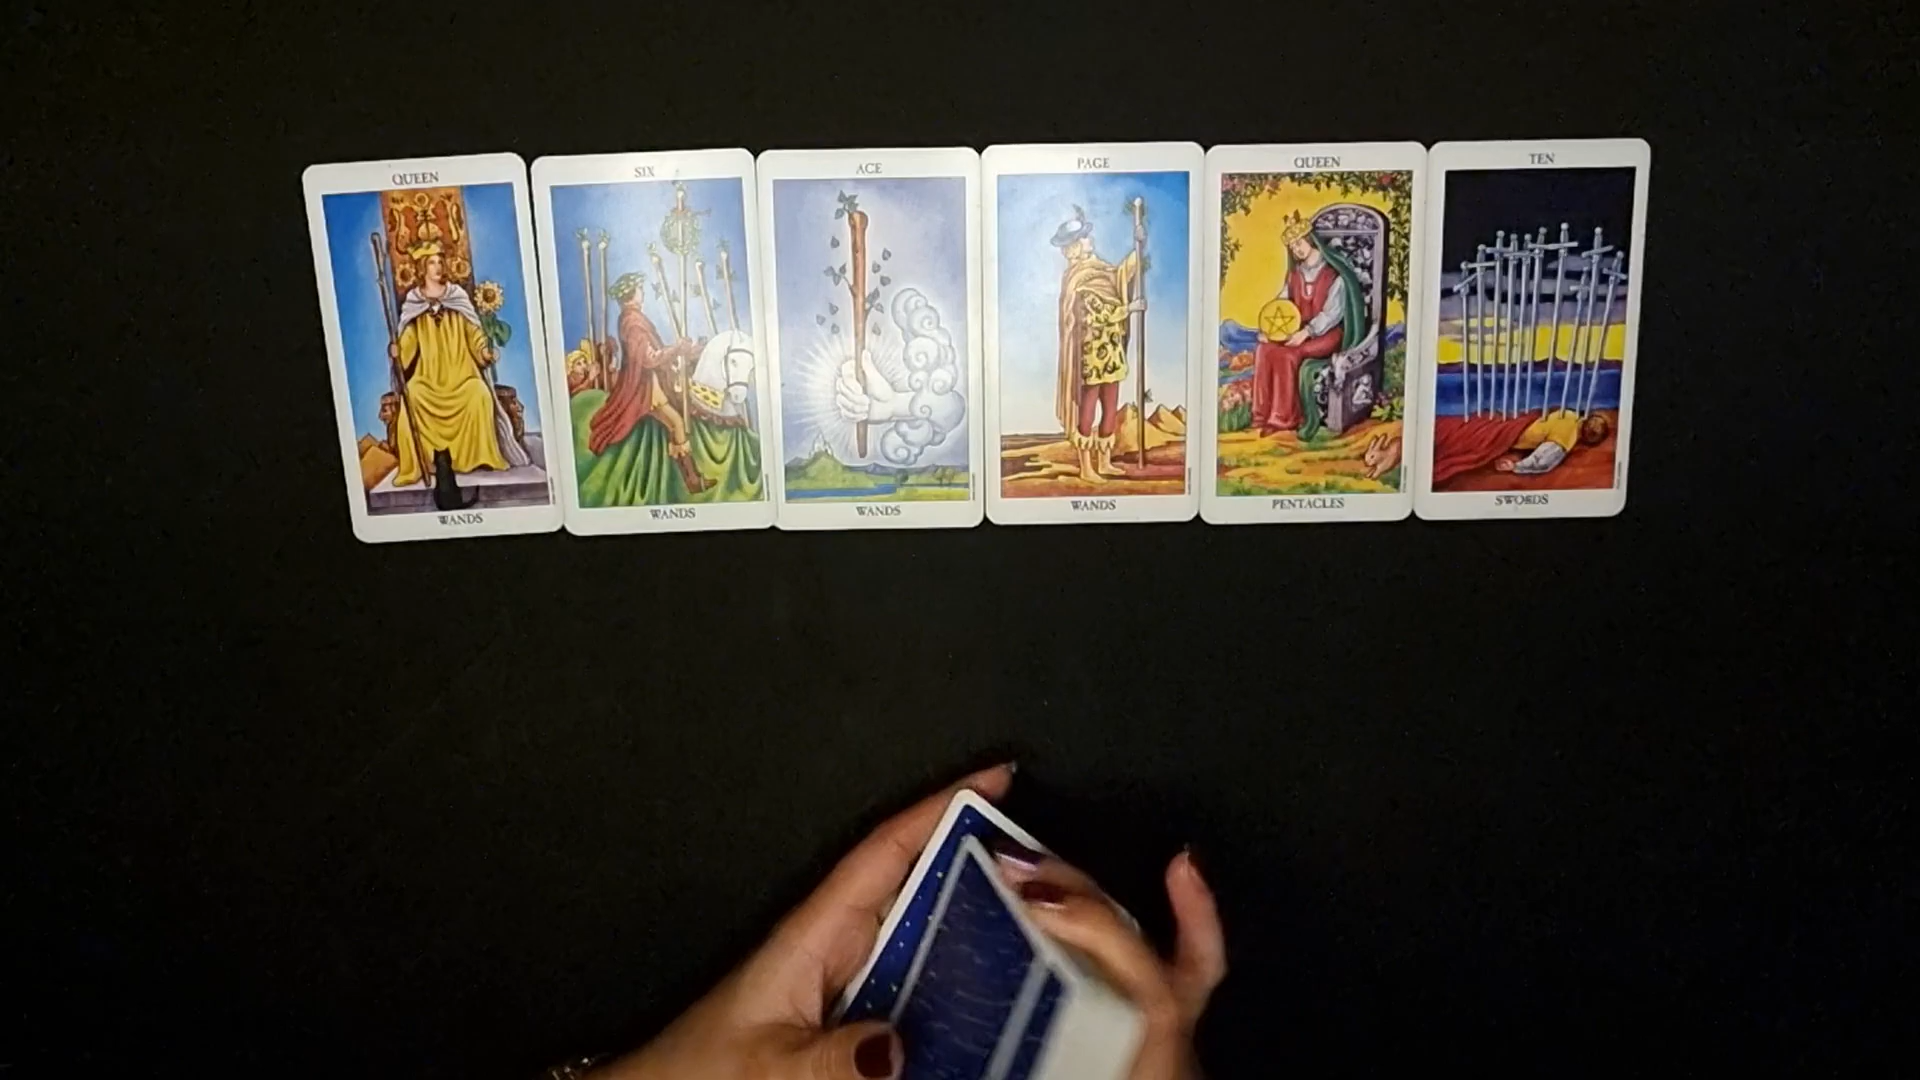 QUEEN
WANDS
SIX
WANDS
ACE
WANDS
PAGE
WANDS
QUEEN
PENTACLES
TEN
SWORDS